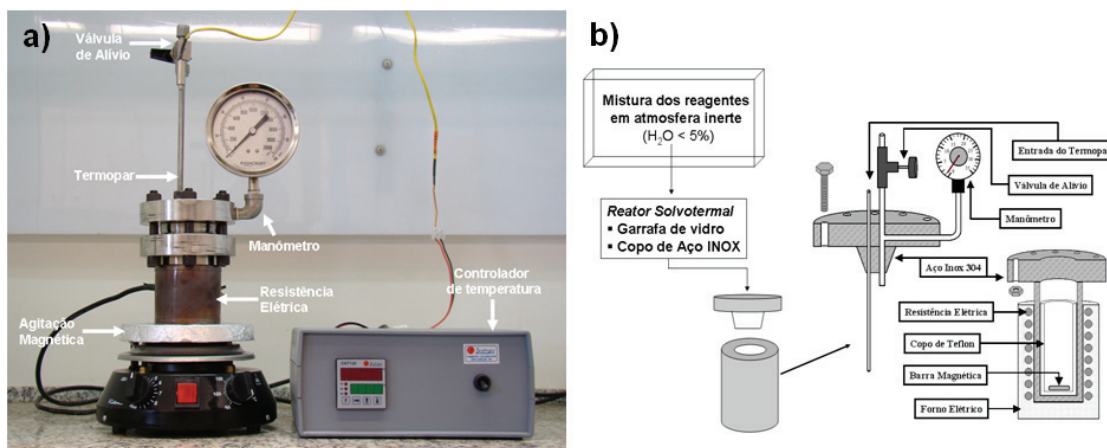 a)
Válvula
de Alívio
Termopar
Manômetro
Resistência
Elétrica
Agitação
Magnética
Controlador
de temperatura
b)
Mistura dos reagentes
em atmosfera inerte
(H₂O < 5%)
Reator Solvotermal
▪ Garrafa de vidro
▪ Copo de Aço INOX
Entrada do Termopar
Válvula de Alívio
Manômetro
Aço Inox 304
Resistência Elétrica
Copo de Teflon
Barra Magnética
Forno Elétrico